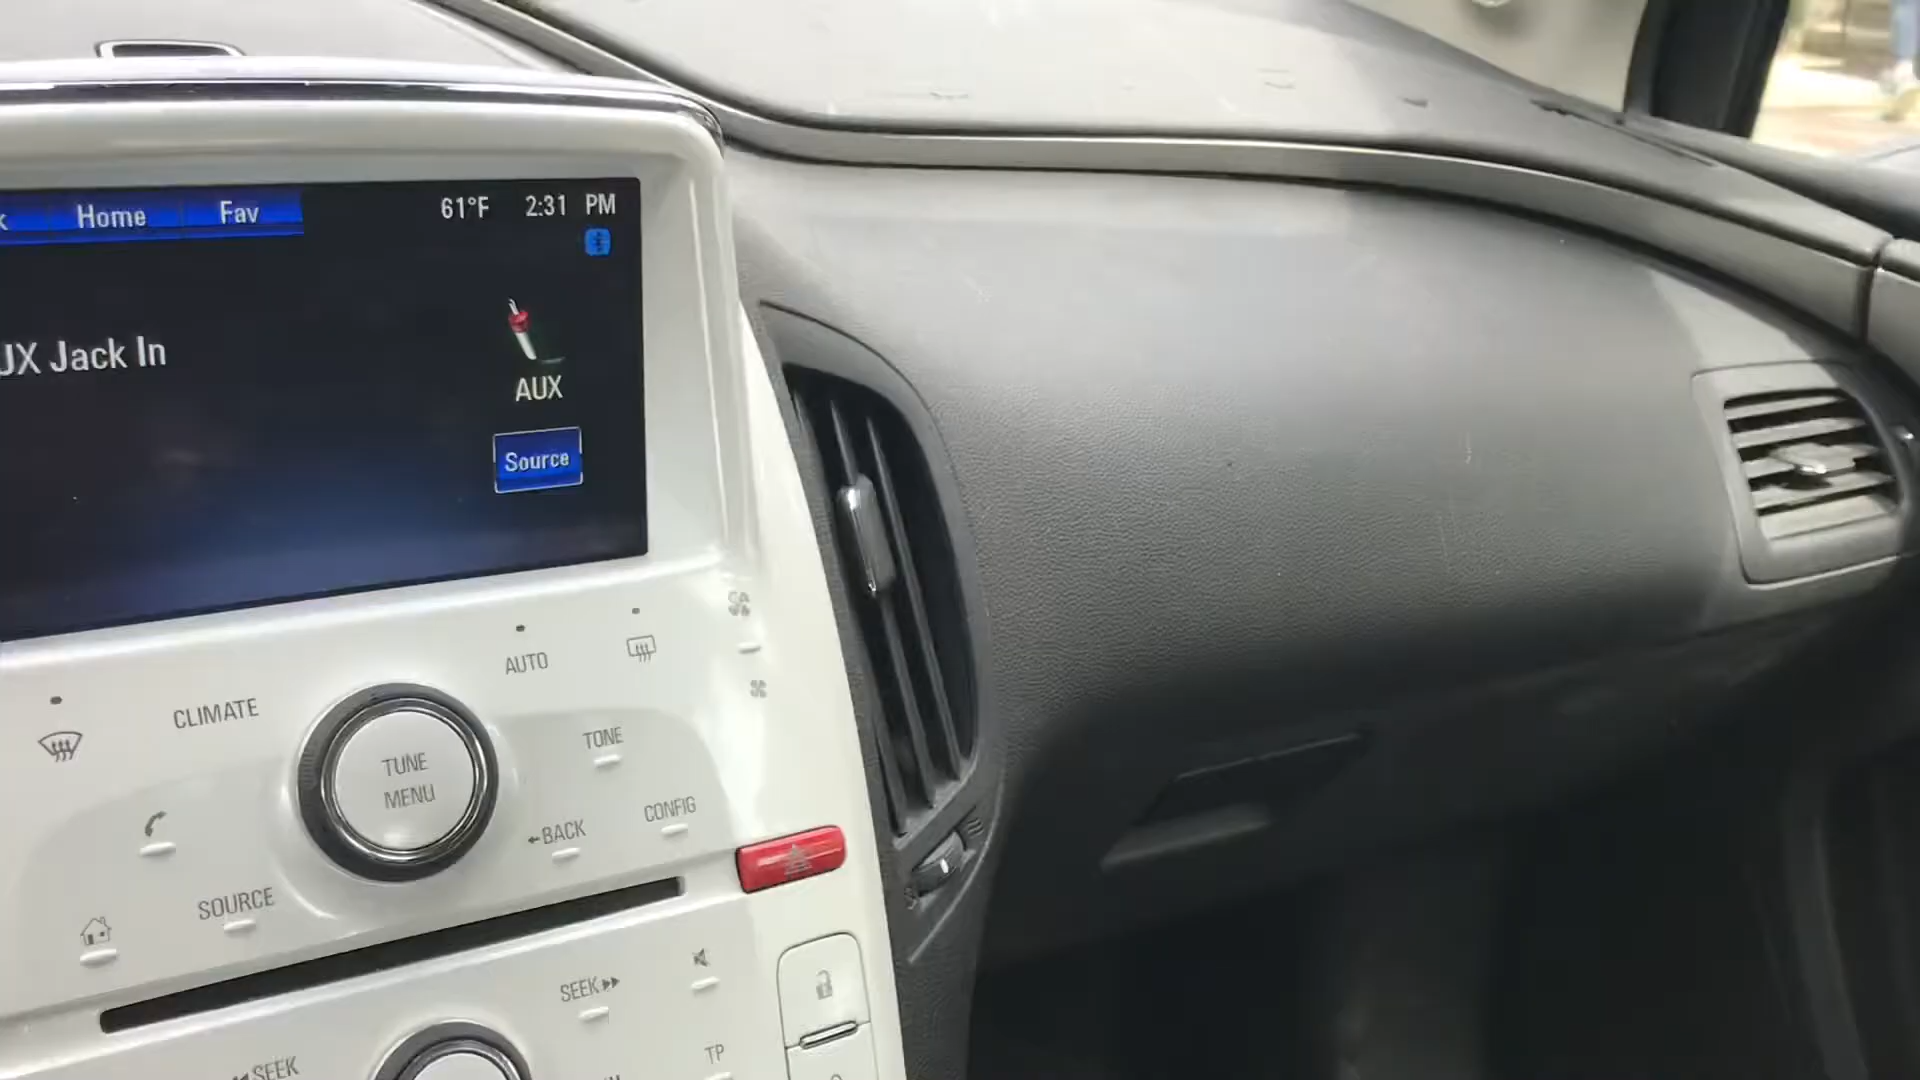 Home Fav 61°F 2:31 PM
Jack In
AUX
Source
AUTO
CLIMATE
TUNE
MENU
TONE
←BACK
CONFIG
SOURCE
SEEK
SEEK
TP